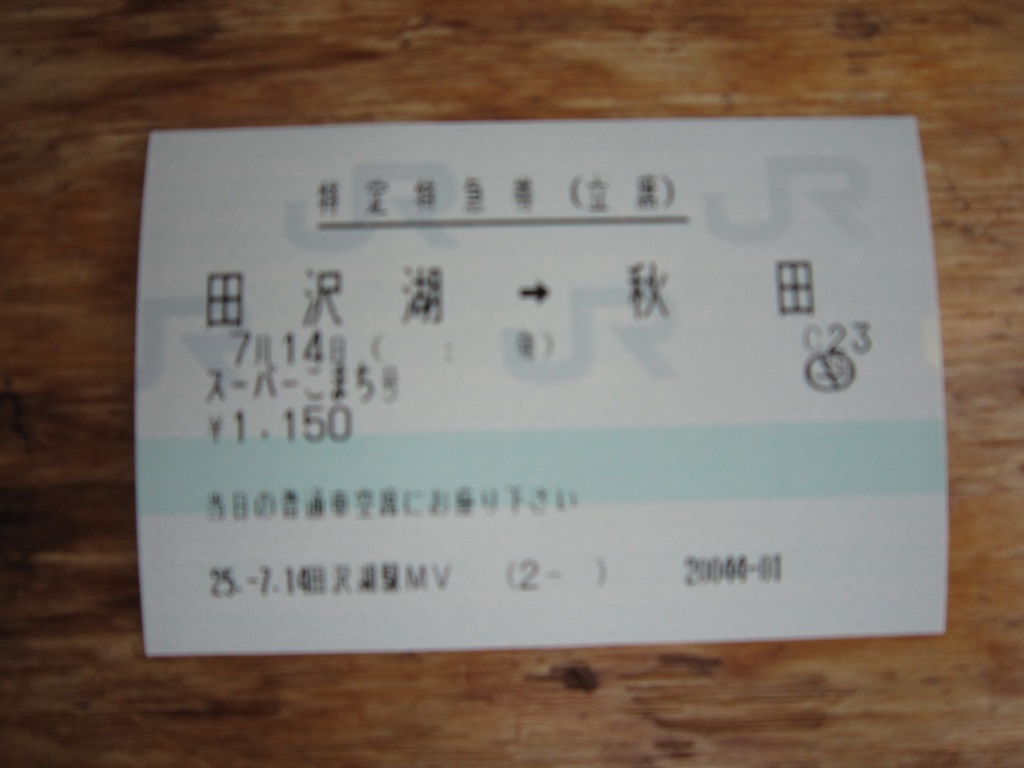 特定特急券(立席)
田沢湖 → 秋田
7月14日 ( : 発) C23
スーパーこまち号
¥1.150
当日の普通車空席にお座り下さい
25.-7.14田沢湖駅MV (2- ) 20044-01